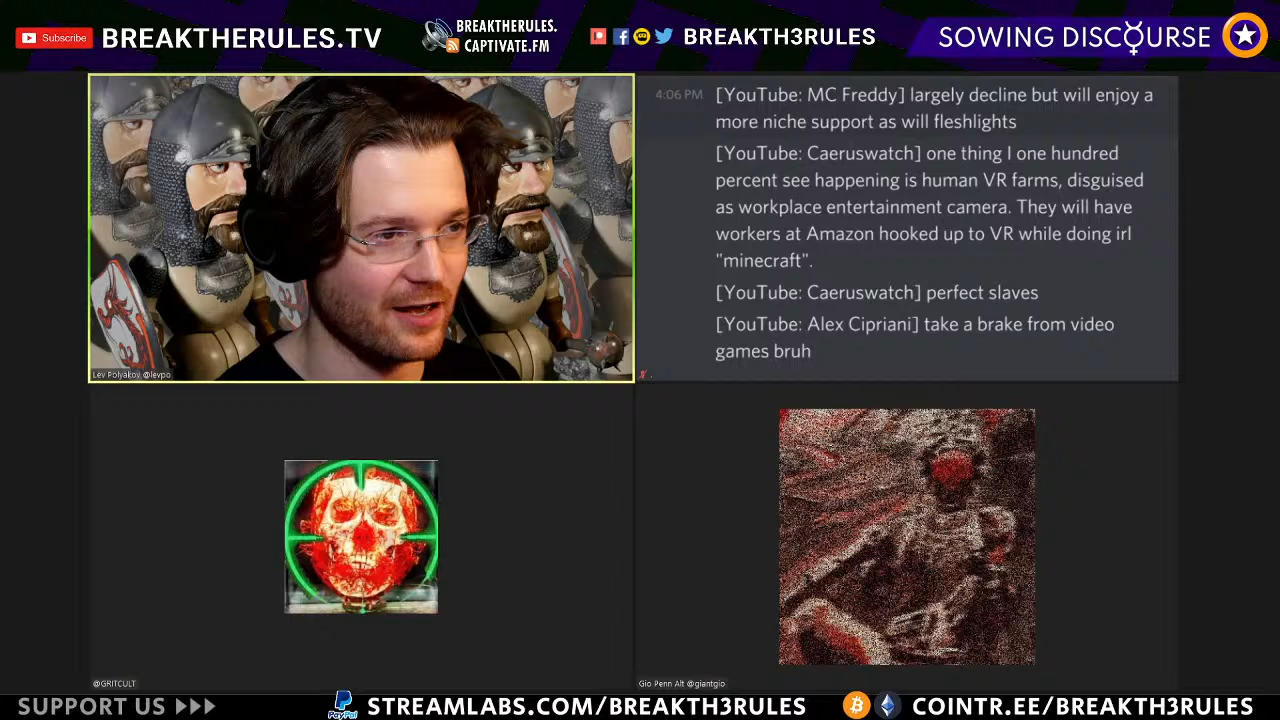 Subscribe
BREAKTHERULES.TV
BREAKTHERULES.
CAPTIVATE.FM
BREAKTH3RULES
SOWING DISCOURSE
Lev Polyakov @levpo
4:06 PM
[YouTube: MC Freddy] largely decline but will enjoy a
more niche support as will fleshlights
[YouTube: Caeruswatch] one thing I one hundred
percent see happening is human VR farms, disguised
as workplace entertainment camera. They will have
workers at Amazon hooked up to VR while doing irl
"minecraft".
[YouTube: Caeruswatch] perfect slaves
[YouTube: Alex Cipriani] take a brake from video
games bruh
.
@GRITCULT
Gio Penn Alt @giantgio
SUPPORT US
PayPal
STREAMLABS.COM/BREAKTH3RULES
COINTR.EE/BREAKTH3RULES